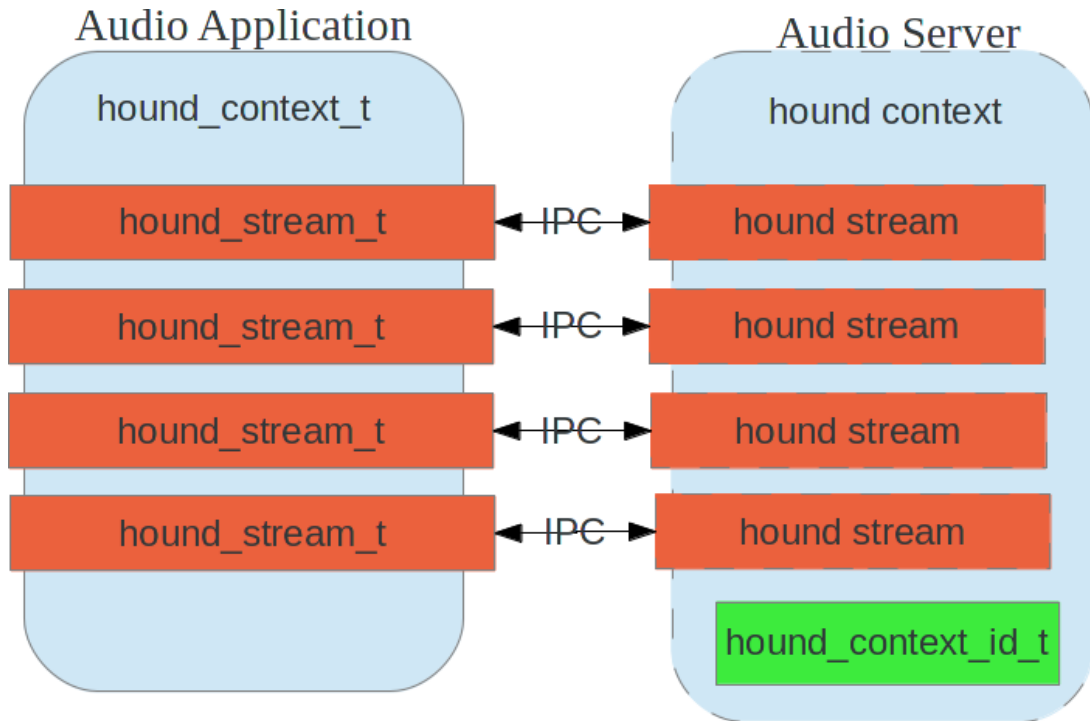 Audio Application
Audio Server
hound_context_t
hound context
hound_stream_t
IPC
hound stream
hound_stream_t
IPC
hound stream
hound_stream_t
IPC
hound stream
hound_stream_t
IPC
hound stream
hound_context_id_t